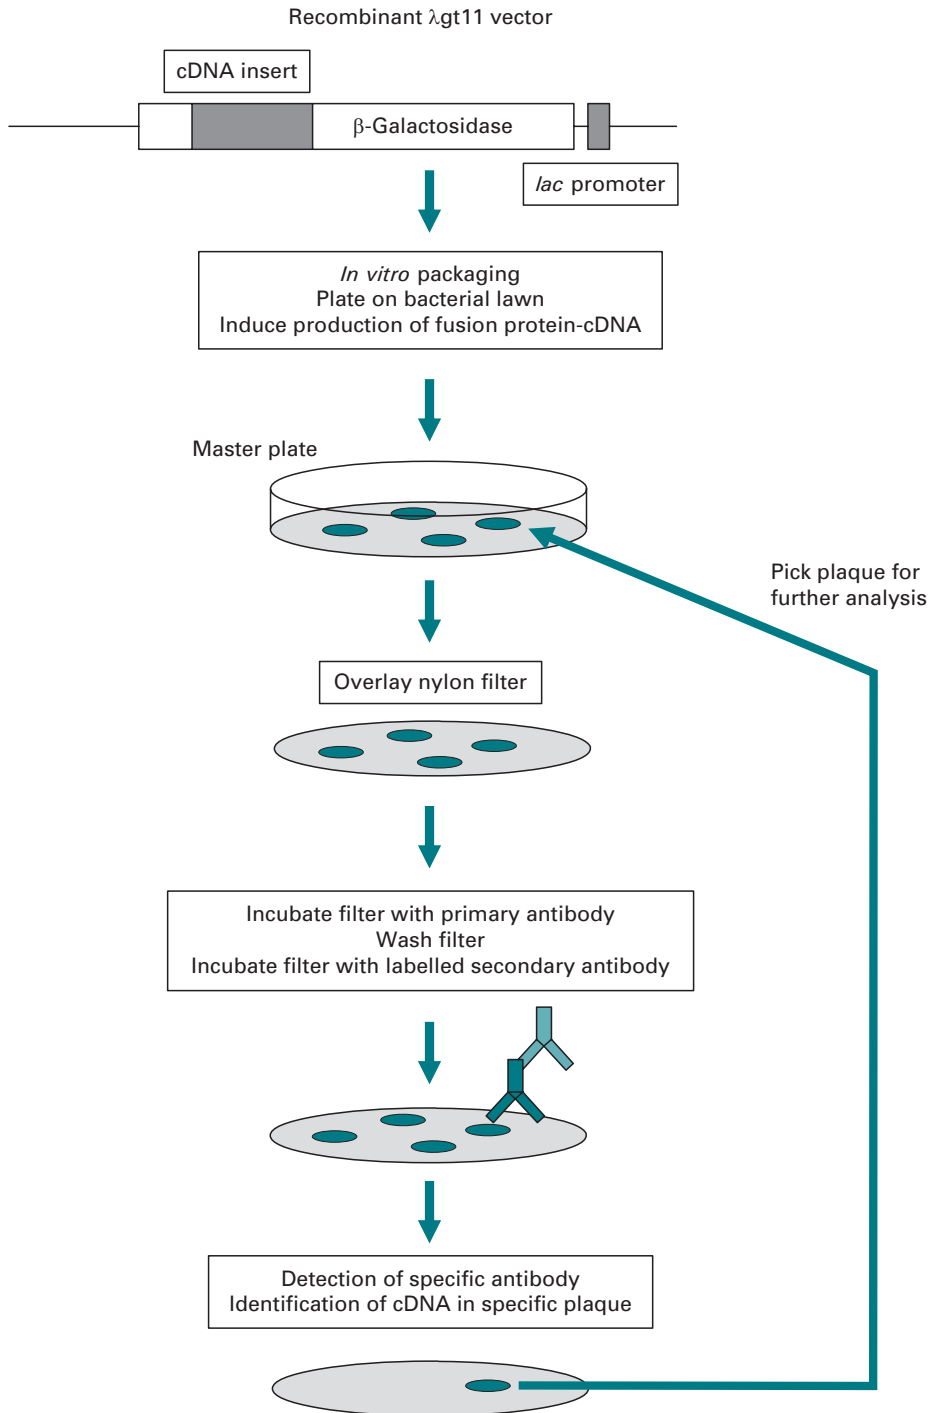 Recombinant λgt11 vector
cDNA insert
β-Galactosidase
lac promoter
In vitro packaging
Plate on bacterial lawn
Induce production of fusion protein-cDNA
Master plate
Pick plaque for
further analysis
Overlay nylon filter
Incubate filter with primary antibody
Wash filter
Incubate filter with labelled secondary antibody
Detection of specific antibody
Identification of cDNA in specific plaque